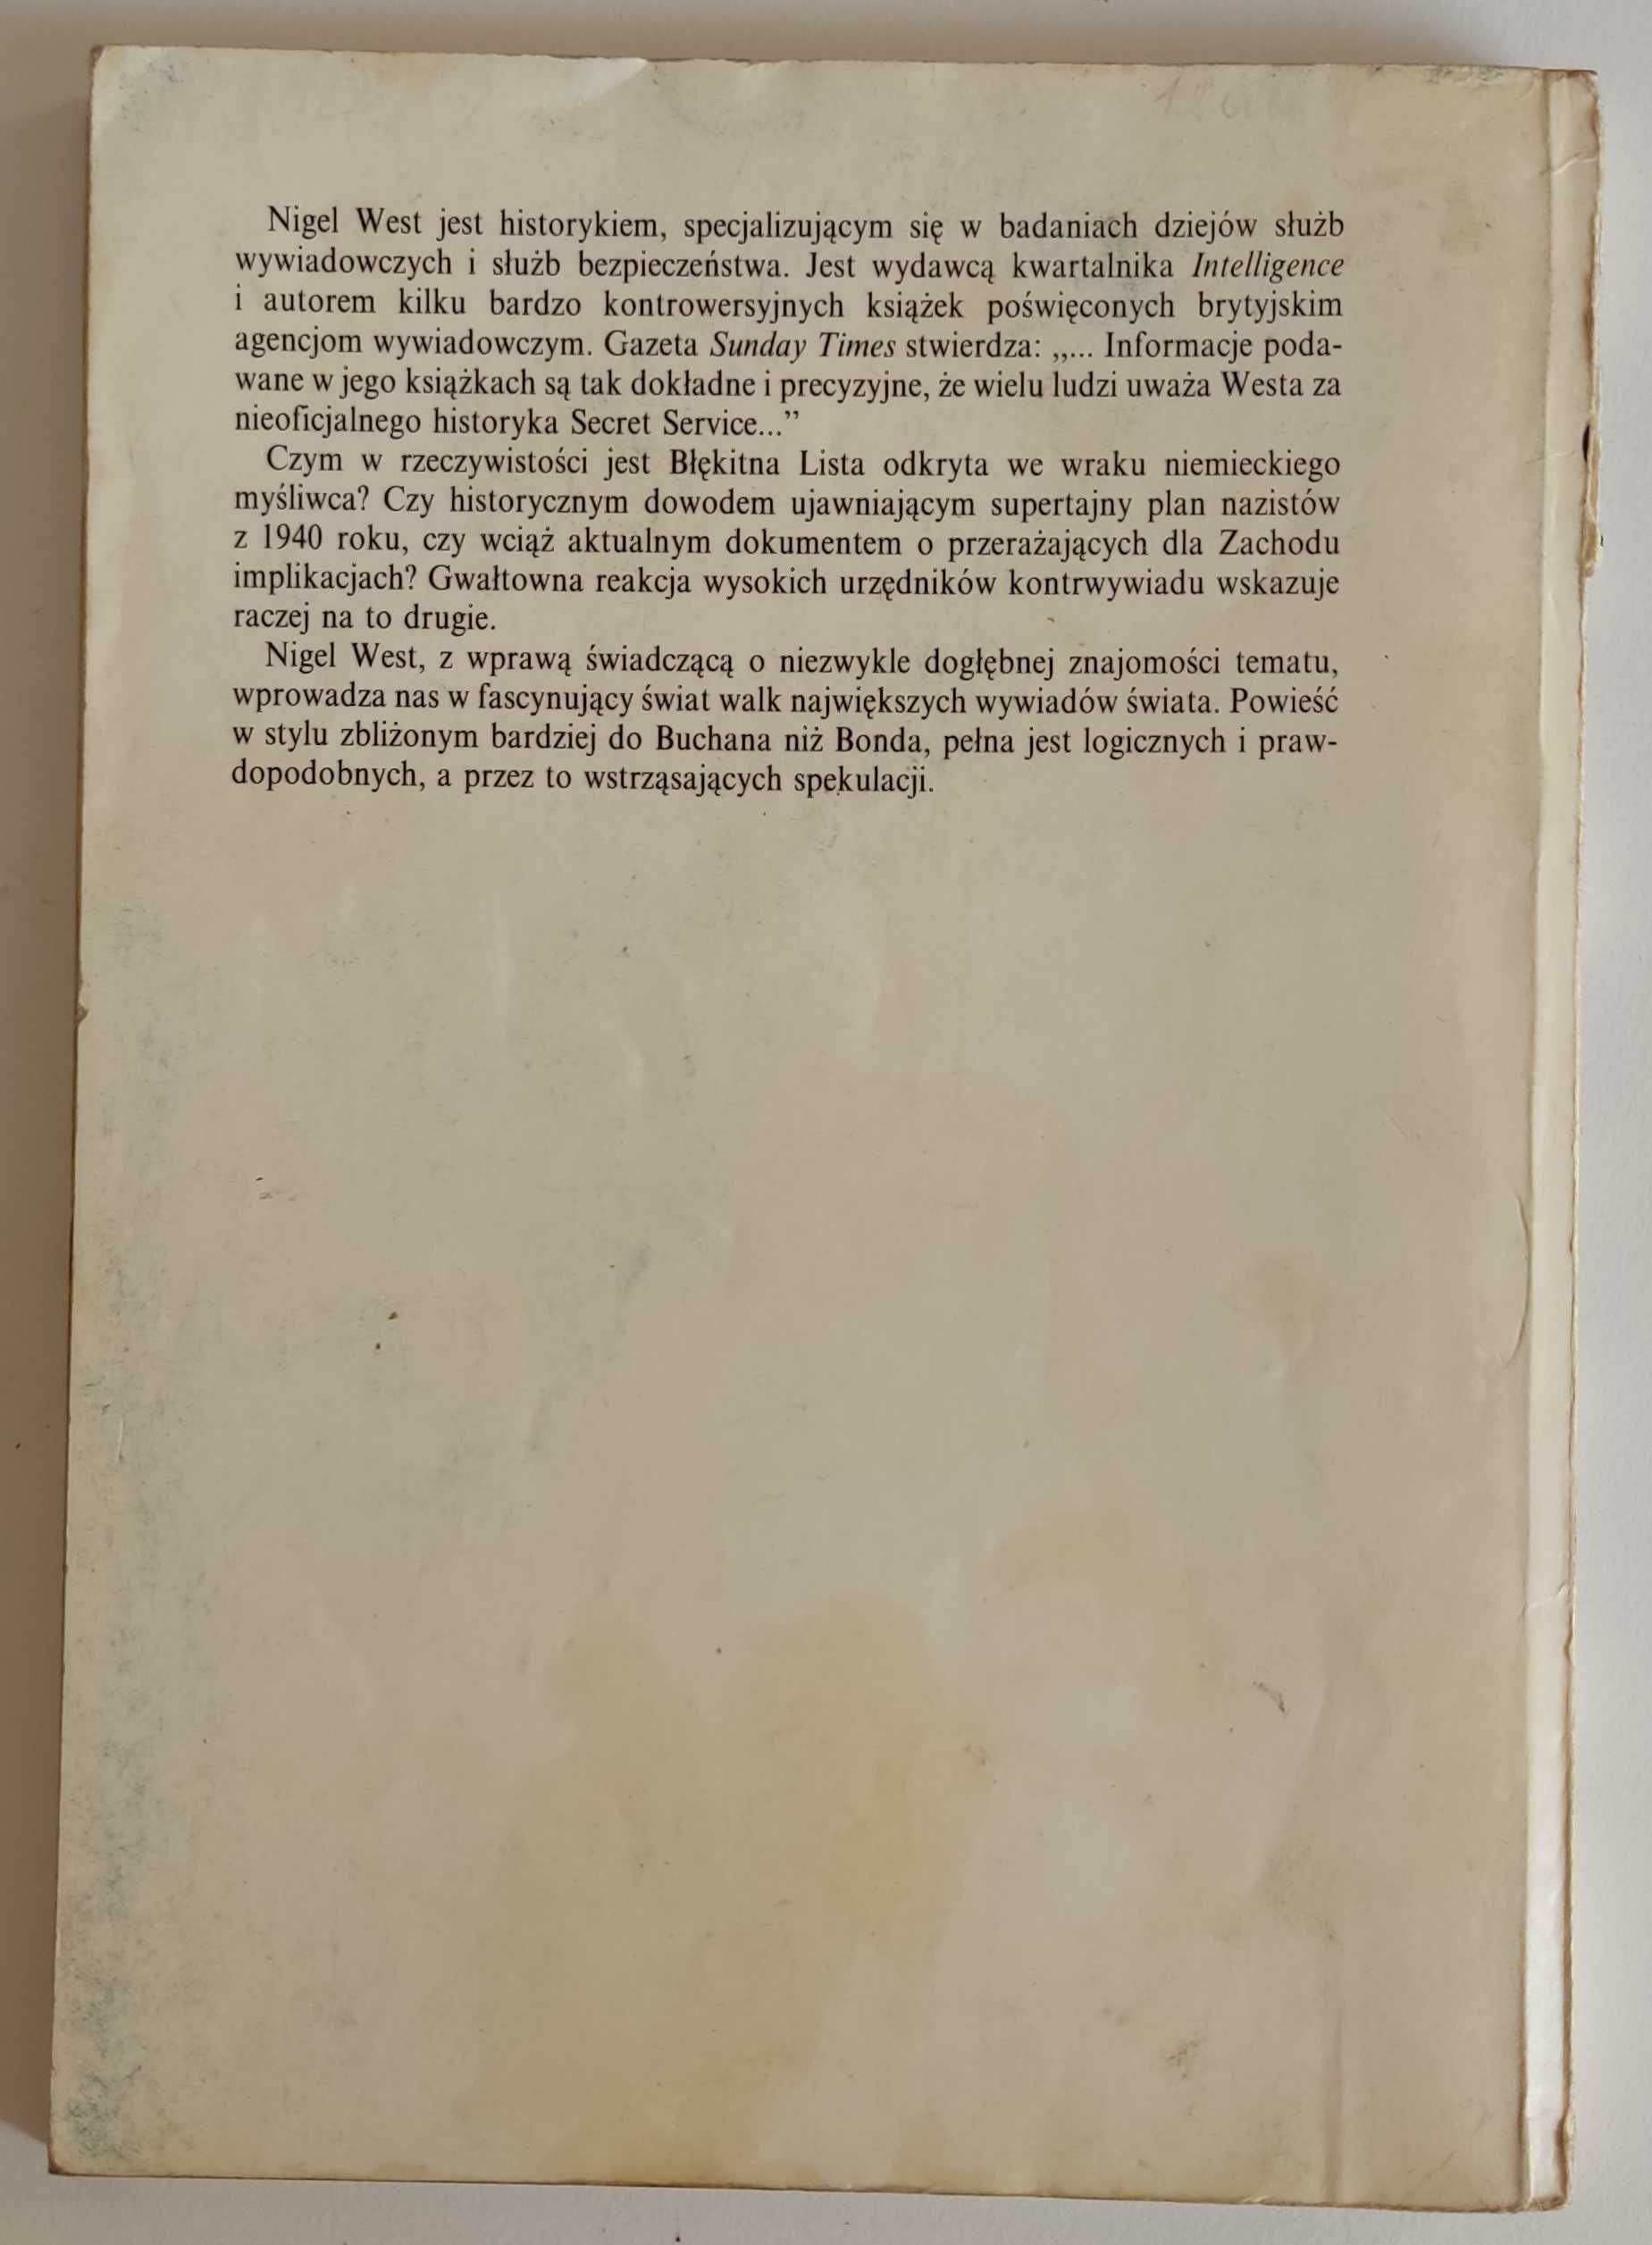 Nigel West jest historykiem, specjalizującym się w badaniach dziejów służb
wywiadowczych i służb bezpieczeństwa. Jest wydawcą kwartalnika Intelligence
i autorem kilku bardzo kontrowersyjnych książek poświęconych brytyjskim
agencjom wywiadowczym. Gazeta Sunday Times stwierdza: „... Informacje poda-
wane w jego książkach są tak dokładne i precyzyjne, że wielu ludzi uważa Westa za
nieoficjalnego historyka Secret Service...”
Czym w rzeczywistości jest Błękitna Lista odkryta we wraku niemieckiego
myśliwca? Czy historycznym dowodem ujawniającym supertajny plan nazistów
z 1940 roku, czy wciąż aktualnym dokumentem o przerażających dla Zachodu
implikacjach? Gwałtowna reakcja wysokich urzędników kontrwywiadu wskazuje
raczej na to drugie.
Nigel West, z wprawą świadczącą o niezwykle dogłębnej znajomości tematu,
wprowadza nas w fascynujący świat walk największych wywiadów świata. Powieść
w stylu zbliżonym bardziej do Buchana niż Bonda, pełna jest logicznych i praw-
dopodobnych, a przez to wstrząsających spekulacji.